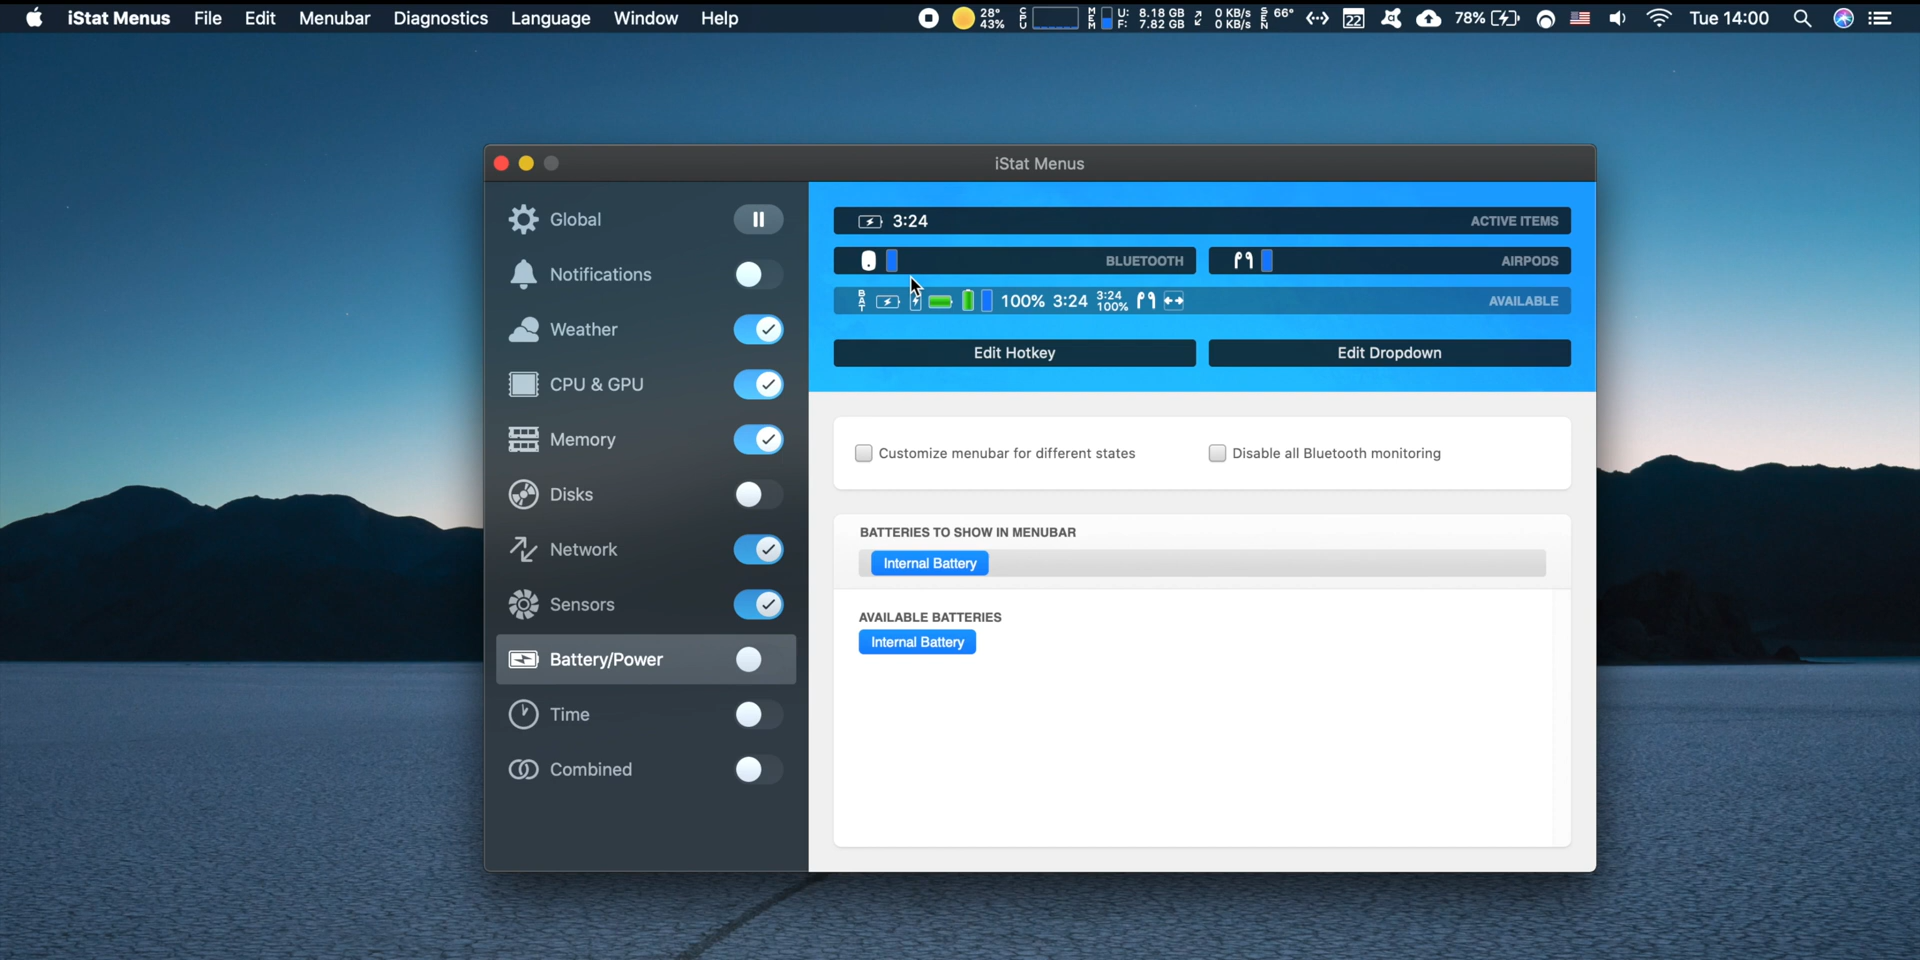 iStat Menus File Edit Menubar Diagnostics Language Window Help
28° 43% CPU MEM U: 8.18 GB F: 7.82 GB 0 KB/s 0 KB/s SEN 66° 22 78% Tue 14:00
iStat Menus
Global
Notifications
Weather
CPU & GPU
Memory
Disks
Network
Sensors
Battery/Power
Time
Combined
3:24 ACTIVE ITEMS
BLUETOOTH AIRPODS
BAT 100% 3:24 3:24 100% AVAILABLE
Edit Hotkey Edit Dropdown
Customize menubar for different states Disable all Bluetooth monitoring
BATTERIES TO SHOW IN MENUBAR
Internal Battery
AVAILABLE BATTERIES
Internal Battery